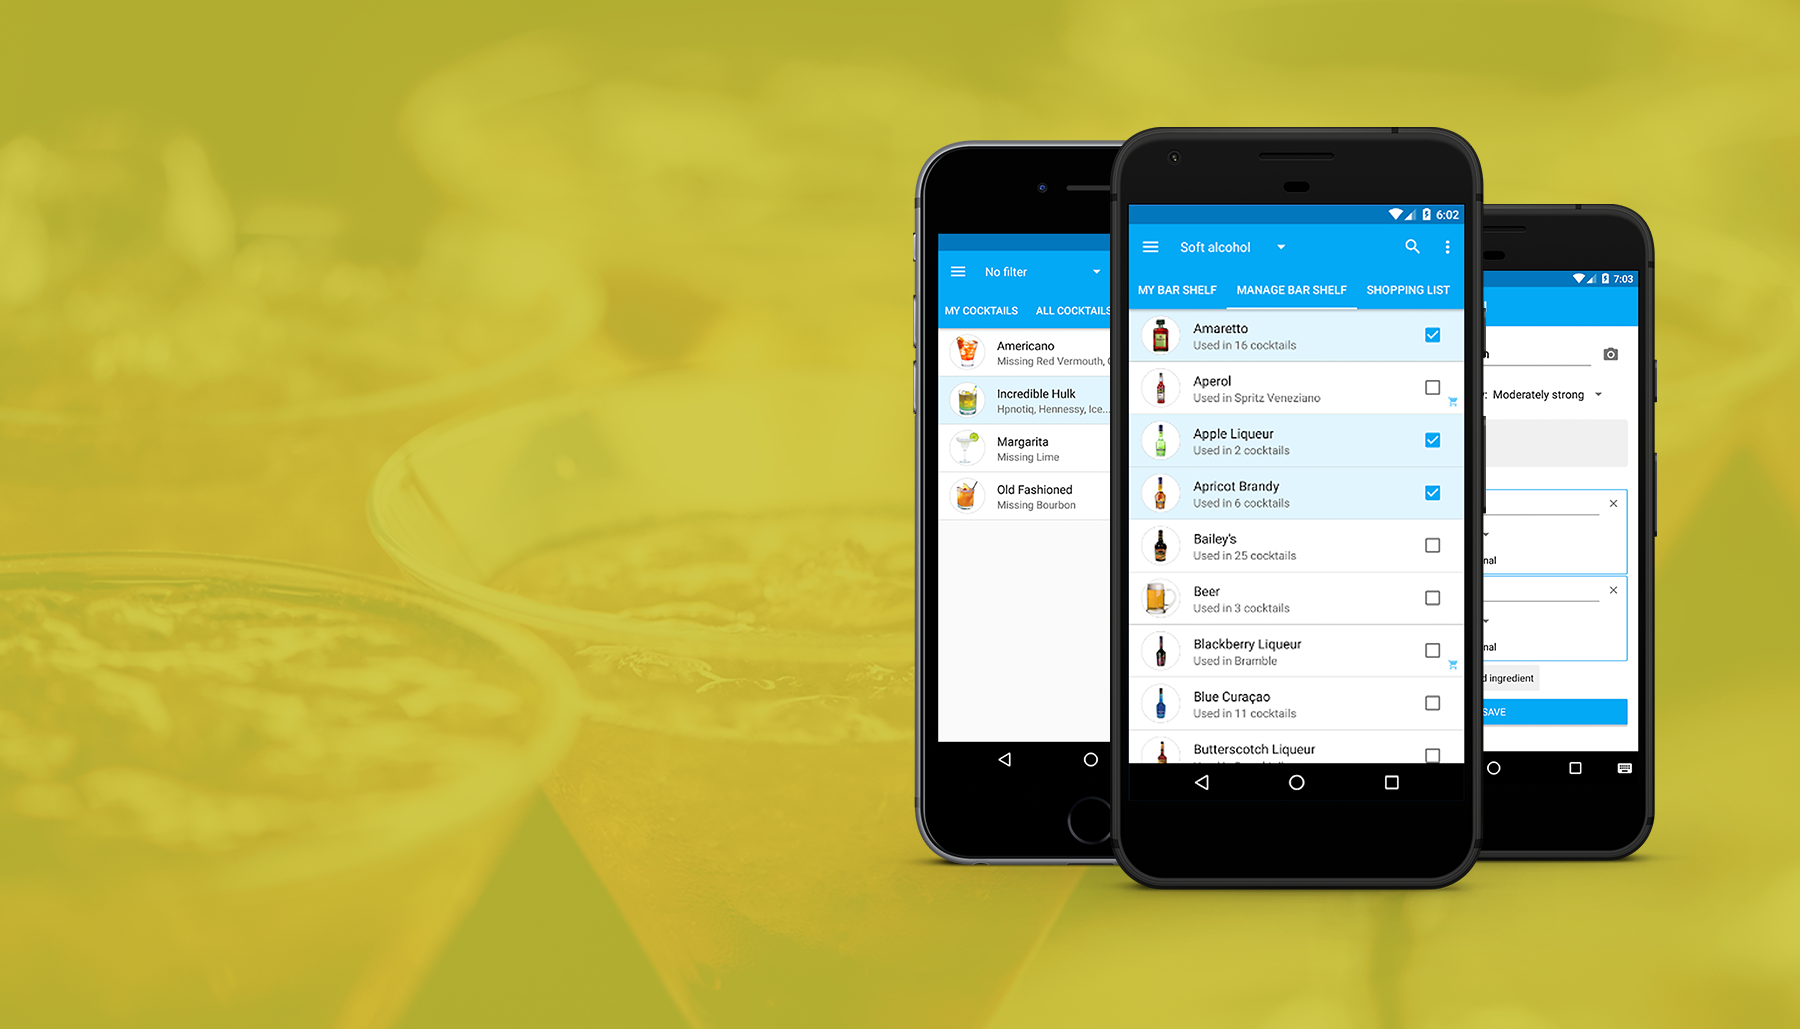 No filter
MY COCKTAILS ALL COCKTAILS
Americano
Missing Red Vermouth,
Incredible Hulk
Hpnotiq, Hennessy, Ice...
Margarita
Missing Lime
Old Fashioned
Missing Bourbon
6:02
Soft alcohol
MY BAR SHELF MANAGE BAR SHELF SHOPPING LIST
Amaretto
Used in 16 cocktails
Aperol
Used in Spritz Veneziano
Apple Liqueur
Used in 2 cocktails
Apricot Brandy
Used in 6 cocktails
Bailey's
Used in 25 cocktails
Beer
Used in 3 cocktails
Blackberry Liqueur
Used in Bramble
Blue Curaçao
Used in 11 cocktails
Butterscotch Liqueur
7:03
Moderately strong
nal
nal
ingredient
SAVE